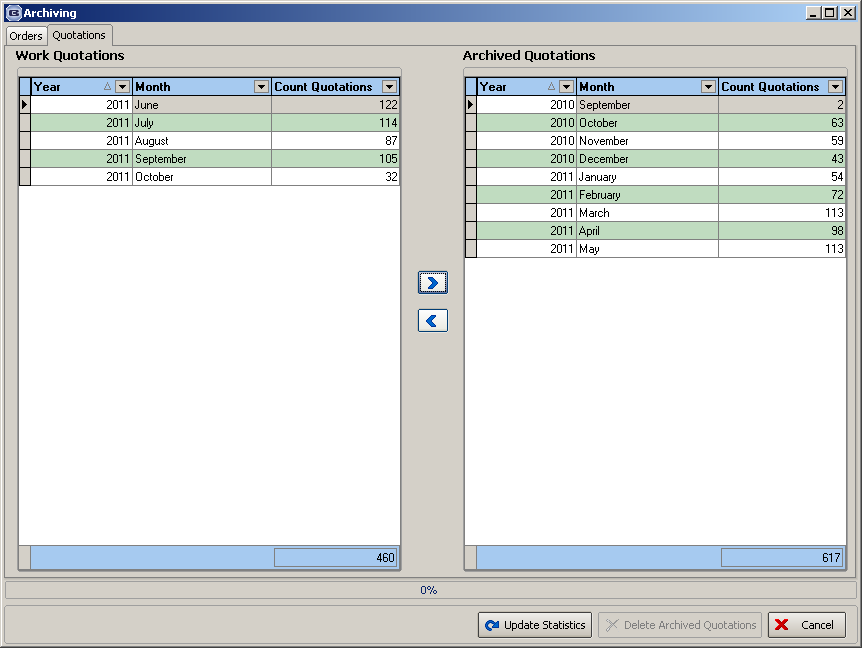 Archiving
Orders Quotations
Work Quotations
Year Month Count Quotations
2011 June 122
2011 July 114
2011 August 87
2011 September 105
2011 October 32
460
Archived Quotations
Year Month Count Quotations
2010 September 2
2010 October 63
2010 November 59
2010 December 43
2011 January 54
2011 February 72
2011 March 113
2011 April 98
2011 May 113
617
0%
Update Statistics Delete Archived Quotations Cancel